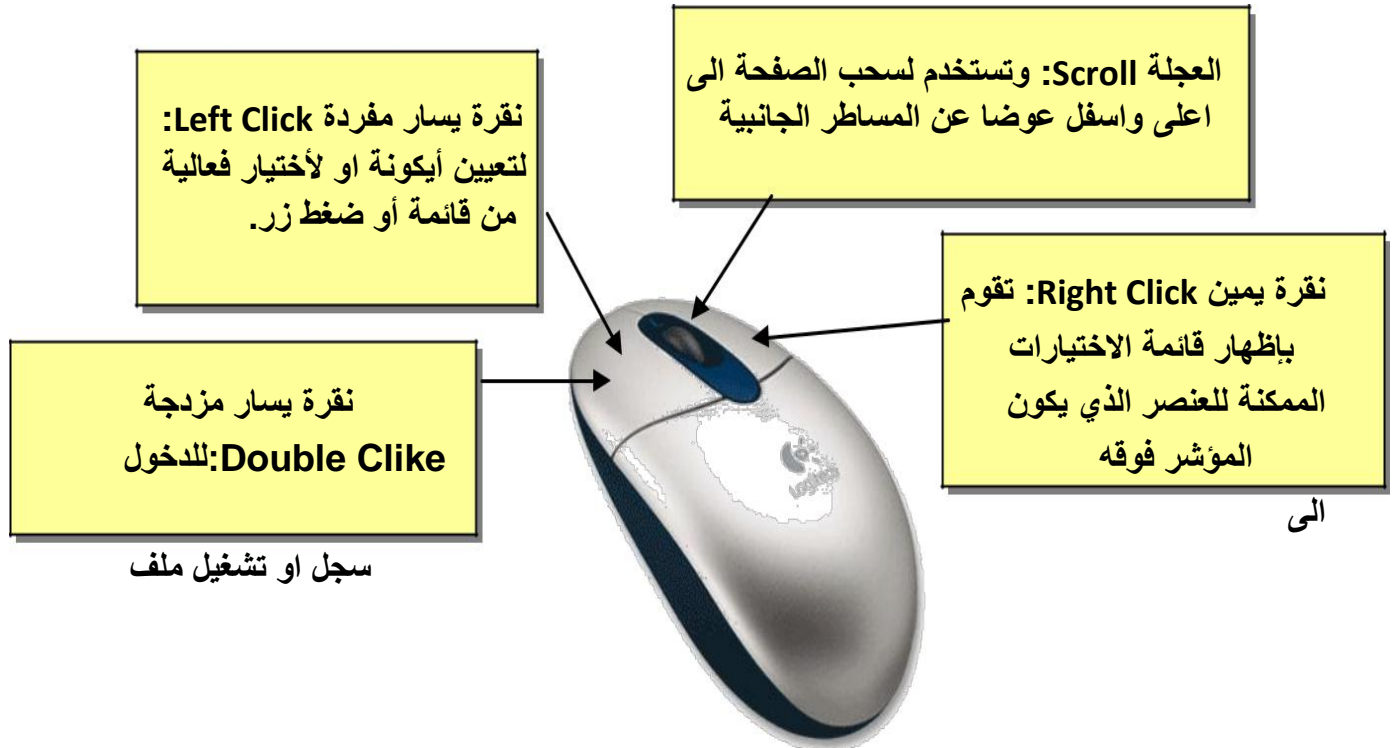 العجلة Scroll: وتستخدم لسحب الصفحة الى
اعلى واسفل عوضا عن المساطر الجانبية
نقرة يسار مفردة Left Click:
لتعيين أيكونة او لأختيار فعالية
من قائمة أو ضغط زر.
نقرة يمين Right Click: تقوم
بإظهار قائمة الاختيارات
الممكنة للعنصر الذي يكون
المؤشر فوقه
نقرة يسار مزدجة
Double Clike:للدخول
الى
سجل او تشغيل ملف
Logitech